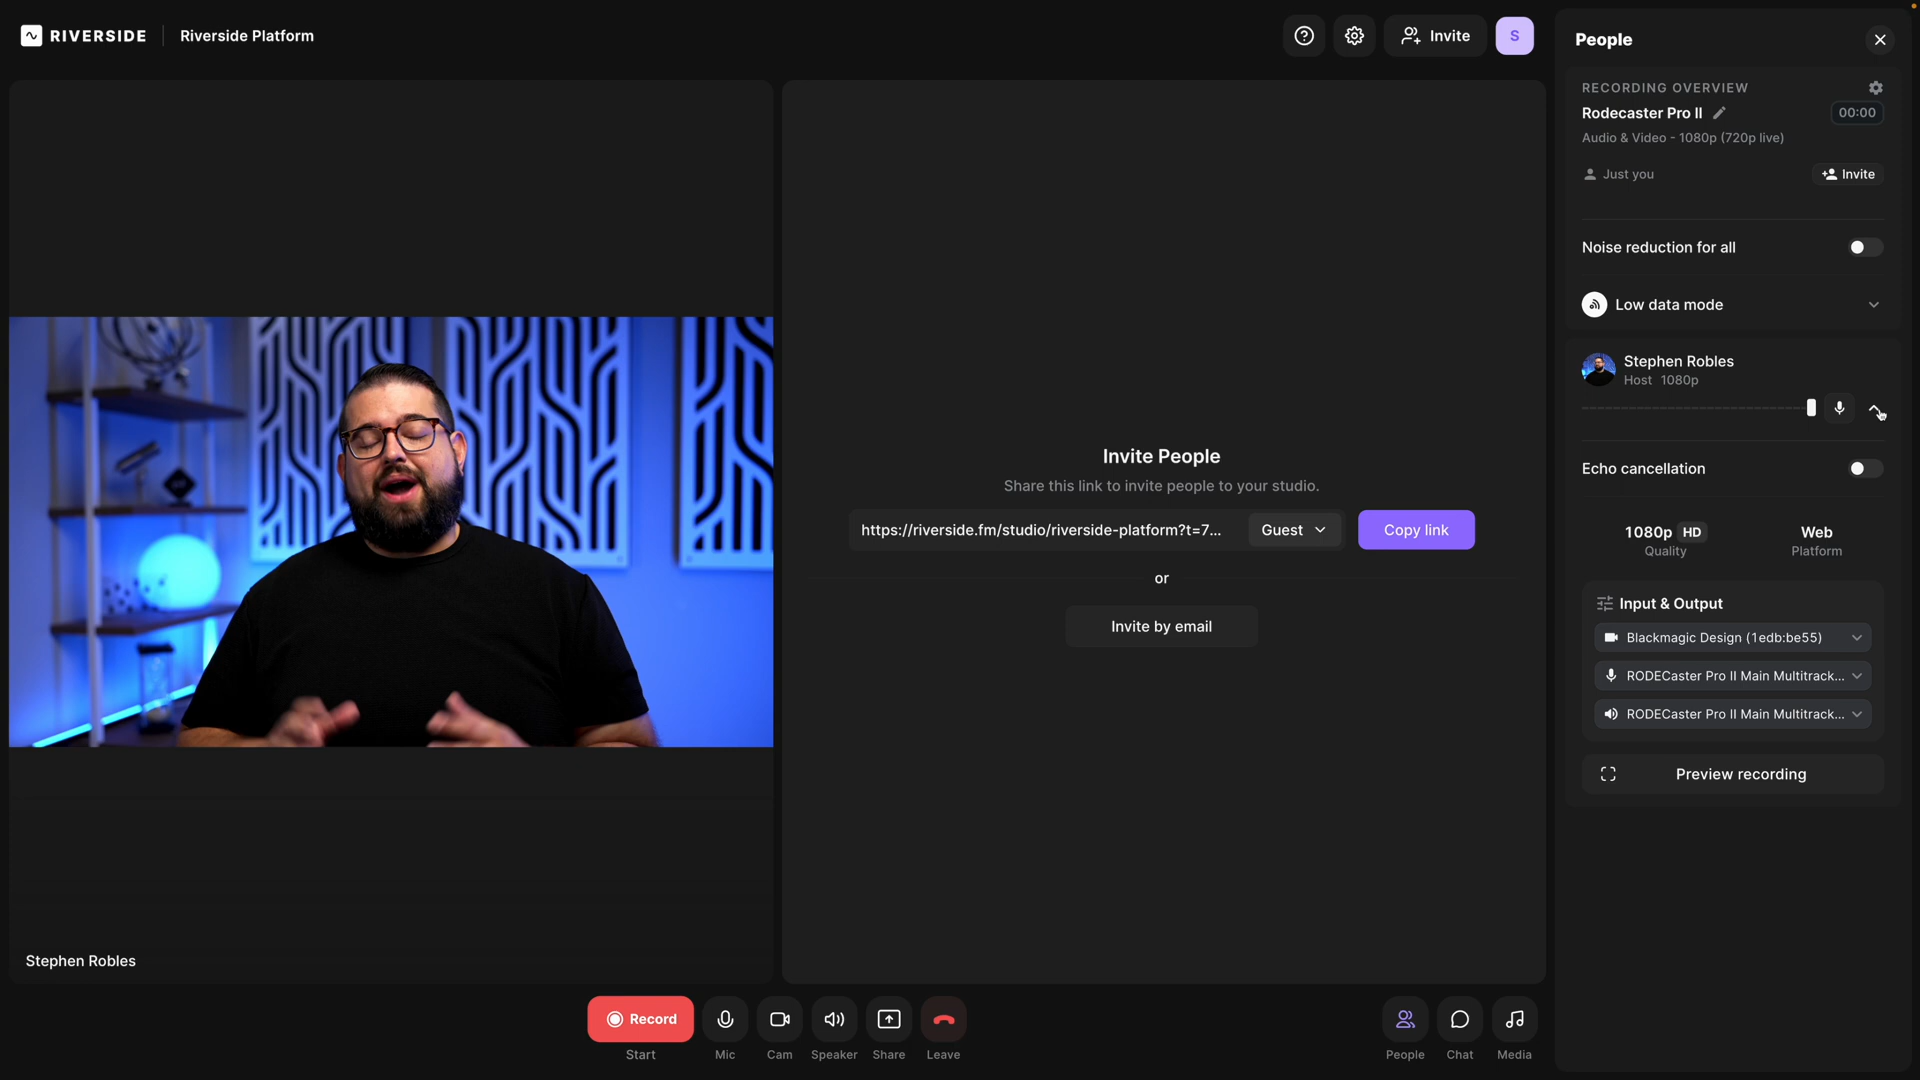 RIVERSIDE
Riverside Platform
Invite
S
Stephen Robles
Invite People
Share this link to invite people to your studio.
https://riverside.fm/studio/riverside-platform?t=7...
Guest
Copy link
or
Invite by email
Record
Start
Mic
Cam
Speaker
Share
Leave
People
Chat
Media
People
RECORDING OVERVIEW
Rodecaster Pro II
00:00
Audio & Video - 1080p (720p live)
Just you
Invite
Noise reduction for all
Low data mode
Stephen Robles
Host 1080p
Echo cancellation
1080p HD
Quality
Web
Platform
Input & Output
Blackmagic Design (1edb:be55)
RODECaster Pro II Main Multitrack...
RODECaster Pro II Main Multitrack...
Preview recording